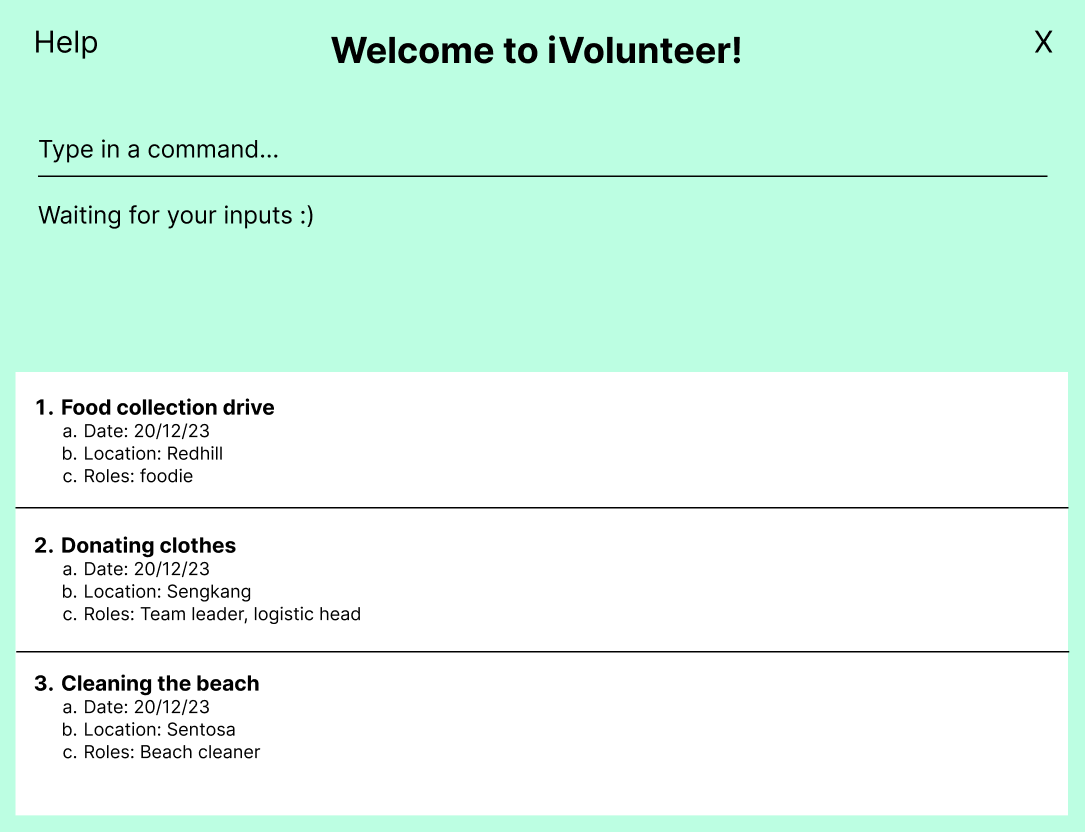 Help
Welcome to iVolunteer!
X
Type in a command...
Waiting for your inputs :)
1. Food collection drive
a. Date: 20/12/23
b. Location: Redhill
c. Roles: foodie
2. Donating clothes
a. Date: 20/12/23
b. Location: Sengkang
c. Roles: Team leader, logistic head
3. Cleaning the beach
a. Date: 20/12/23
b. Location: Sentosa
c. Roles: Beach cleaner